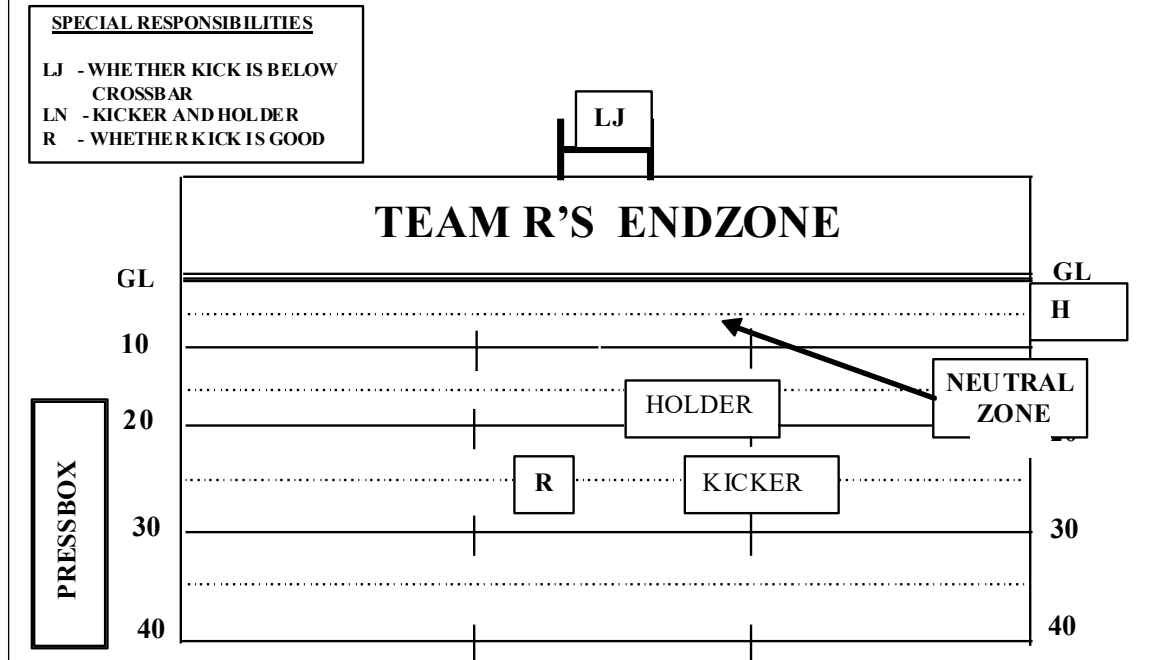 SPECIAL RESPONSIBILITIES
LJ - WHETHER KICK IS BELOW
CROSSBAR
LN - KICKER AND HOLDER
R - WHETHER KICK IS GOOD
LJ
TEAM R'S ENDZONE
GL
GL
H
10
NEUTRAL
ZONE
HOLDER
20
R
KICKER
PRESSBOX
30
30
40
40